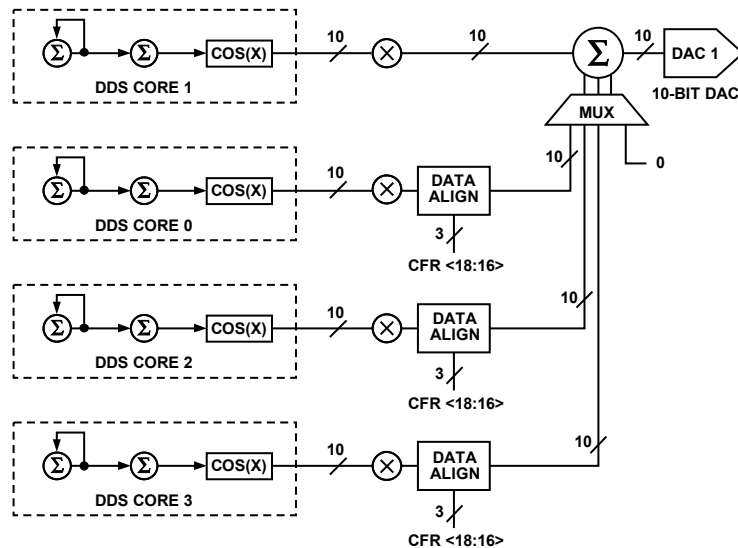 Σ Σ COS(X) 10 × 10 Σ 10 DAC 1
DDS CORE 1
10-BIT DAC
MUX
10
0
Σ Σ COS(X) 10 × DATA ALIGN
DDS CORE 0
3
CFR <18:16>
10
Σ Σ COS(X) 10 × DATA ALIGN
DDS CORE 2
3
CFR <18:16>
10
Σ Σ COS(X) 10 × DATA ALIGN
DDS CORE 3
3
CFR <18:16>